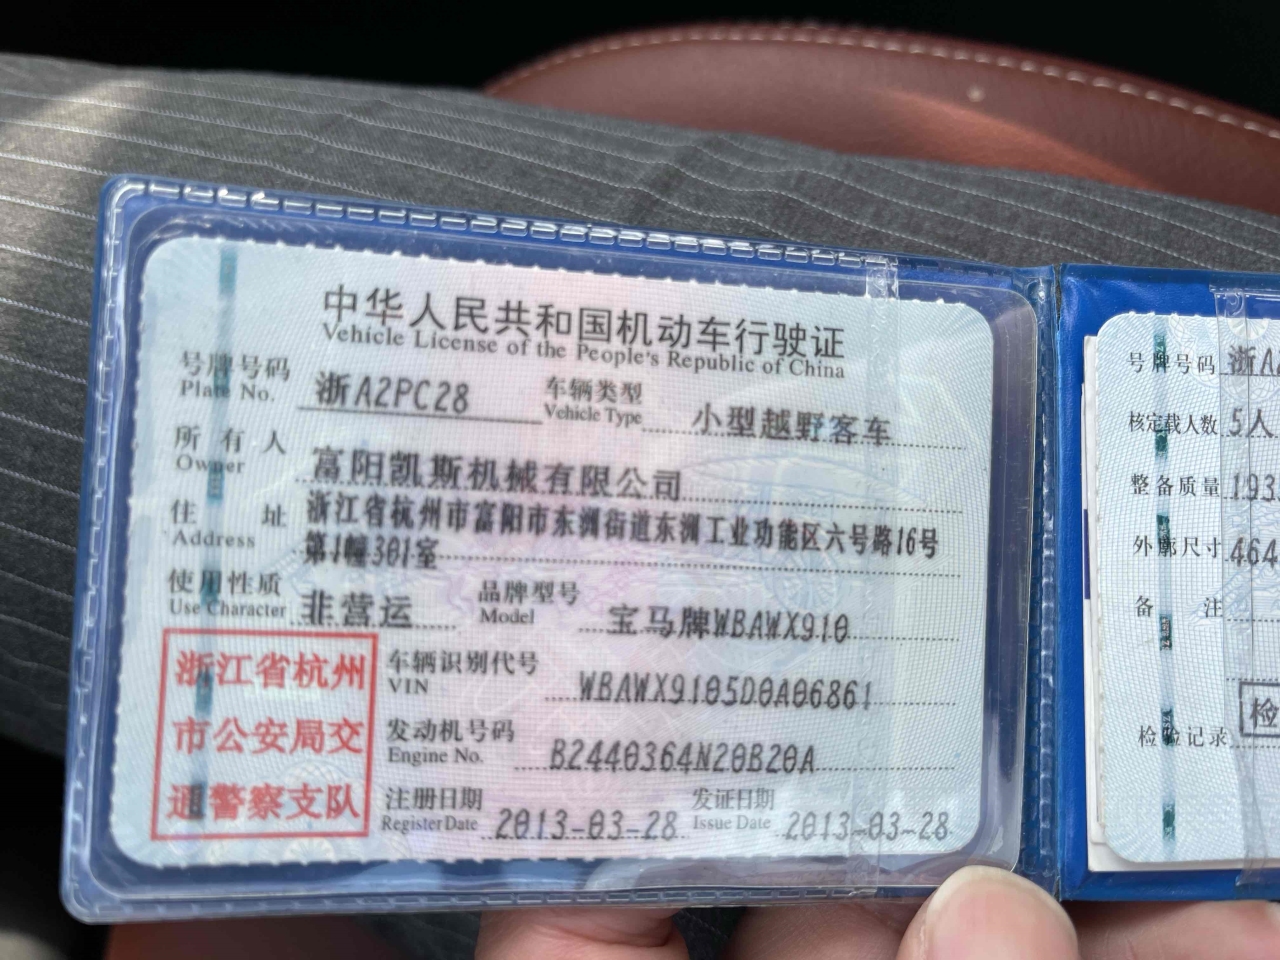 中华人民共和国机动车行驶证
Vehicle License of the People's Republic of China
号牌号码 浙A2PC28 车辆类型 小型越野客车
Plate No. Vehicle Type
所有人 富阳凯斯机械有限公司
Owner
住址 浙江省杭州市富阳市东洲街道东洲工业功能区六号路16号
Address 第1幢301室
使用性质 非营运 品牌型号 宝马牌WBAWX910
Use Character Model
浙江省杭州
市公安局交
通警察支队
车辆识别代号 WBAWX9105D0A06861
VIN
发动机号码 B2440364N20B20A
Engine No.
注册日期 2013-03-28 发证日期 2013-03-28
Register Date Issue Date
号牌号码 浙A
核定载人数 5人
整备质量 193
外廓尺寸 464
备注
检验记录 检